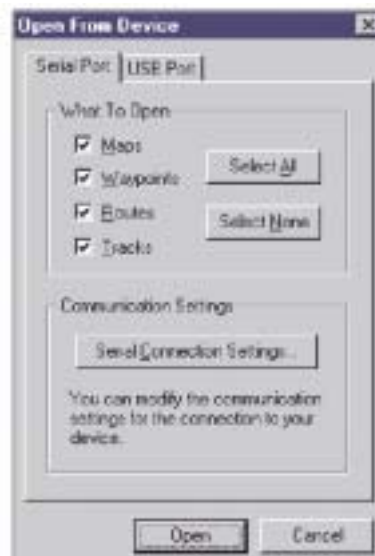 Open From Device
Serial Port USB Port
What To Open
Maps
Waypoints
Routes
Tracks
Select All
Select None
Communication Settings
Serial Connection Settings...
You can modify the communication
settings for the connection to your
device.
Open Cancel